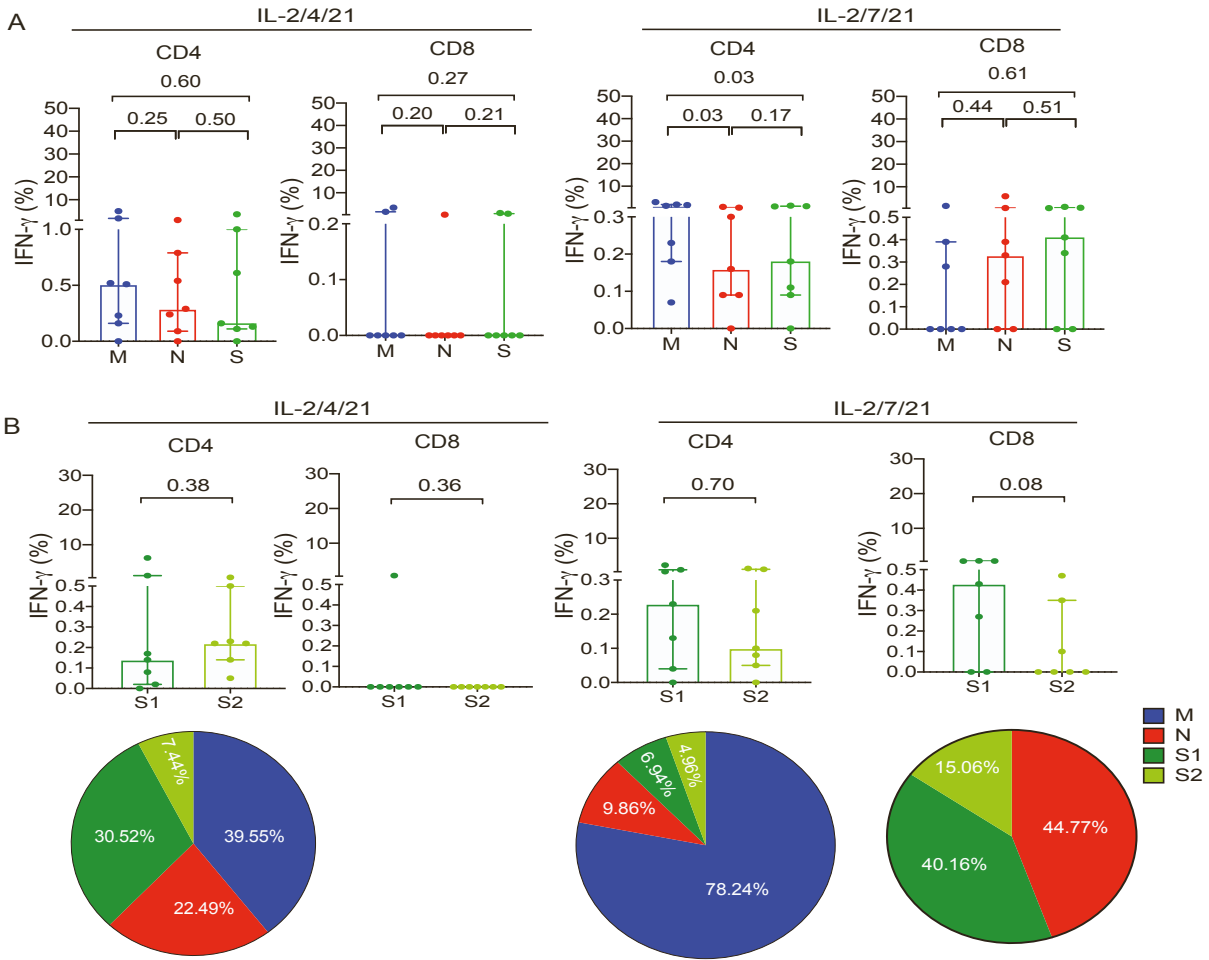 A
IL-2/4/21
IL-2/7/21
CD4
CD8
CD4
CD8
0.60
0.27
0.03
0.61
0.25
0.50
0.20
0.21
0.03
0.17
0.44
0.51
IFN-γ (%)
50
40
30
20
10
1.0
0.5
0.0
M
N
S
IFN-γ (%)
50
40
30
20
10
0.2
0.1
0.0
M
N
S
IFN-γ (%)
50
40
30
20
10
0.3
0.2
0.1
0.0
M
N
S
IFN-γ (%)
50
40
30
20
10
0.5
0.4
0.3
0.2
0.1
0.0
M
N
S
B
IL-2/4/21
IL-2/7/21
CD4
CD8
CD4
CD8
0.38
0.36
0.70
0.08
IFN-γ (%)
30
20
10
0.5
0.4
0.3
0.2
0.1
0.0
S1
S2
IFN-γ (%)
30
20
10
0.5
0.4
0.3
0.2
0.1
0.0
S1
S2
IFN-γ (%)
30
20
10
0.3
0.2
0.1
0.0
S1
S2
IFN-γ (%)
30
20
10
0.5
0.4
0.3
0.2
0.1
0.0
S1
S2
M
N
S1
S2
7.44%
30.52%
39.55%
22.49%
4.96%
6.94%
9.86%
78.24%
15.06%
44.77%
40.16%